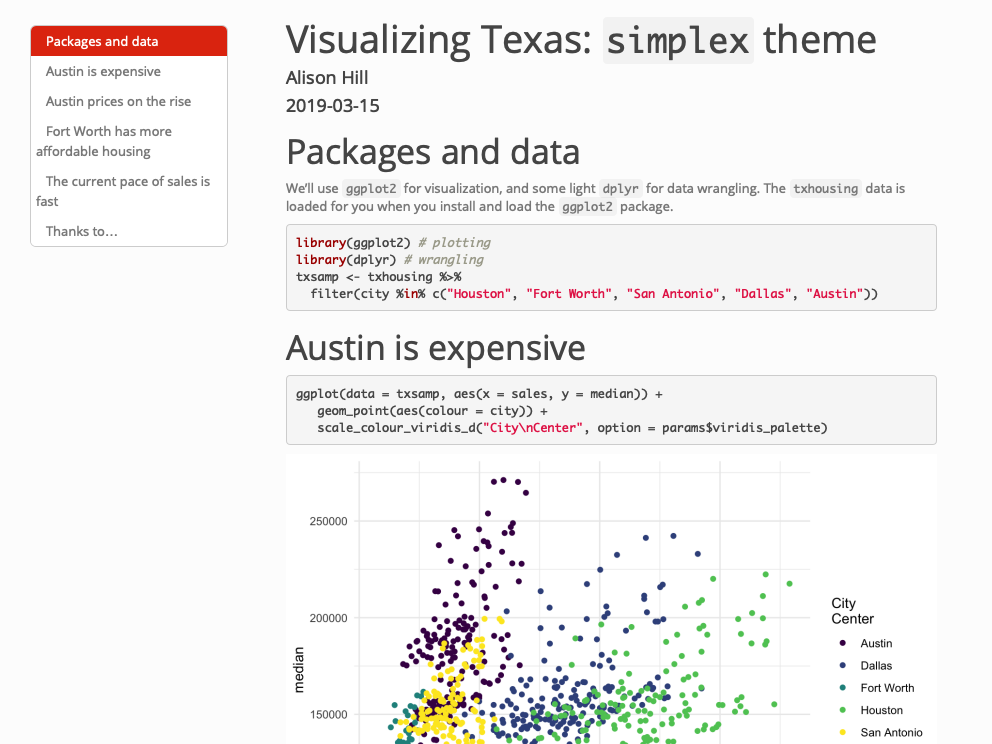 Packages and data
Austin is expensive
Austin prices on the rise
Fort Worth has more
affordable housing
The current pace of sales is
fast
Thanks to…
Visualizing Texas: simplex theme
Alison Hill
2019-03-15
Packages and data
We’ll use ggplot2 for visualization, and some light dplyr for data wrangling. The txhousing data is
loaded for you when you install and load the ggplot2 package.
library(ggplot2) # plotting
library(dplyr) # wrangling
txsamp <- txhousing %>%
  filter(city %in% c("Houston", "Fort Worth", "San Antonio", "Dallas", "Austin"))
Austin is expensive
ggplot(data = txsamp, aes(x = sales, y = median)) +
   geom_point(aes(colour = city)) +
   scale_colour_viridis_d("City\nCenter", option = params$viridis_palette)
250000
200000
150000
median
City
Center
Austin
Dallas
Fort Worth
Houston
San Antonio